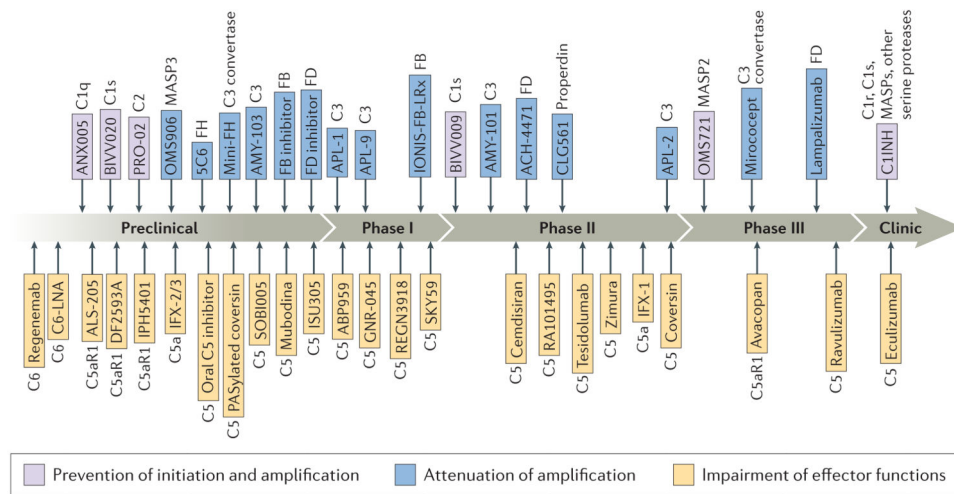 C1q
ANX005
C1s
BIVV020
C2
PRO-02
MASP3
OMS906
FH
5C6
C3 convertase
Mini-FH
C3
AMY-103
FB
FB inhibitor
FD
FD inhibitor
C3
APL-1
C3
APL-9
FB
IONIS-FB-LRx
C1s
BIVV009
C3
AMY-101
FD
ACH-4471
Properdin
CLG561
C3
APL-2
MASP2
OMS721
C3
convertase
Mirococept
FD
Lampalizumab
C1r, C1s,
MASPs, other
serine proteases
C1INH
Preclinical
Phase I
Phase II
Phase III
Clinic
Regenemab
C6
C6-LNA
C6
ALS-205
C5aR1
DF2593A
C5aR1
IPH5401
C5aR1
IFX-2/3
C5a
Oral C5 inhibitor
C5
PASylated coversin
C5
SOBI005
C5
Mubodina
C5
ISU305
C5
ABP959
C5
GNR-045
C5
REGN3918
C5
SKY59
C5
Cemdisiran
C5
RA101495
C5
Tesidolumab
C5
Zimura
C5
IFX-1
C5a
Coversin
C5
Avacopan
C5aR1
Ravulizumab
C5
Eculizumab
C5
Prevention of initiation and amplification
Attenuation of amplification
Impairment of effector functions